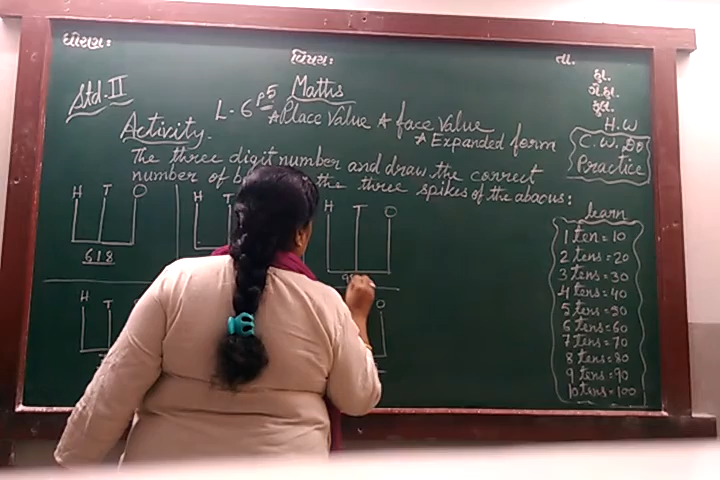 ધોરણઃ
વિષયઃ
તા.
કુ.
ગે.હા.
કુલ.
Std. II
Maths
L-6 P5
*Place Value * face Value
* Expanded form
H.W
C.W. Do
Practice
Activity.
The three digit number and draw the correct
number of the three spikes of the abacus:
H T O
618
H T
H T O
H T
O
learn
1 ten = 10
2 tens = 20
3 tens = 30
4 tens = 40
5 tens = 50
6 tens = 60
7 tens = 70
8 tens = 80
9 tens = 90
10 tens = 100